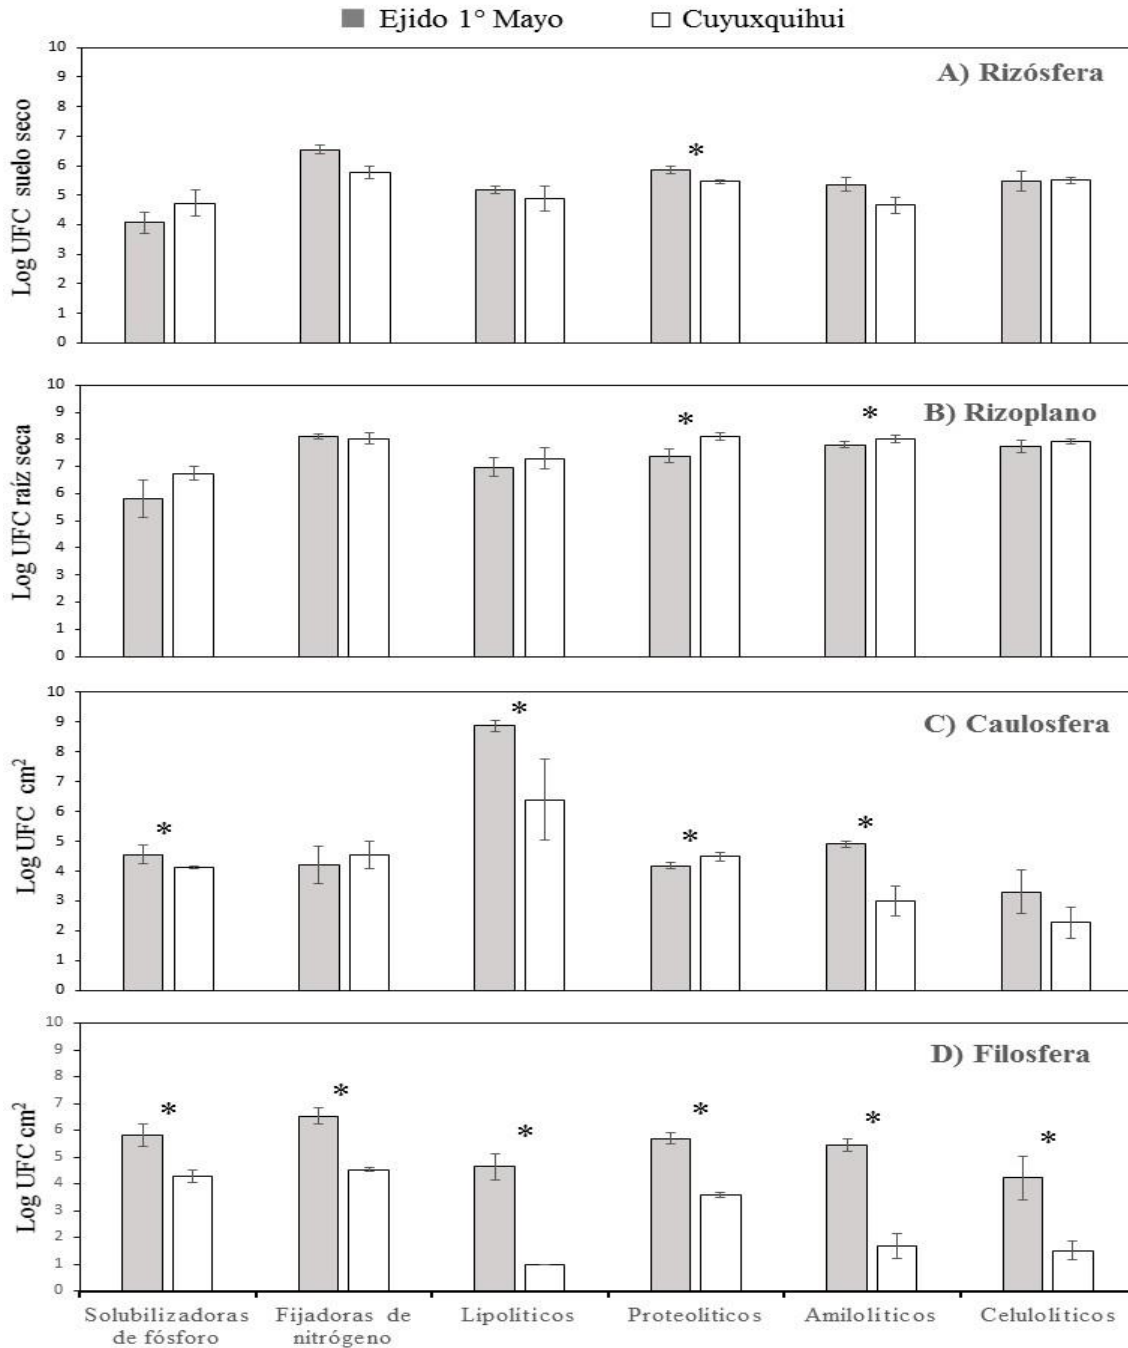 Ejido 1° Mayo Cuyuxquihui
A) Rizósfera
Log UFC suelo seco
10
9
8
7
6
5
4
3
2
1
0
*
B) Rizoplano
Log UFC raíz seca
10
9
8
7
6
5
4
3
2
1
0
* *
C) Caulosfera
Log UFC cm²
10
9
8
7
6
5
4
3
2
1
0
* * * *
D) Filosfera
Log UFC cm²
10
9
8
7
6
5
4
3
2
1
0
* * * * * *
Solubilizadoras
de fósforo
Fijadoras de
nitrógeno
Lipolíticos
Proteolíticos
Amilolíticos
Celulolíticos